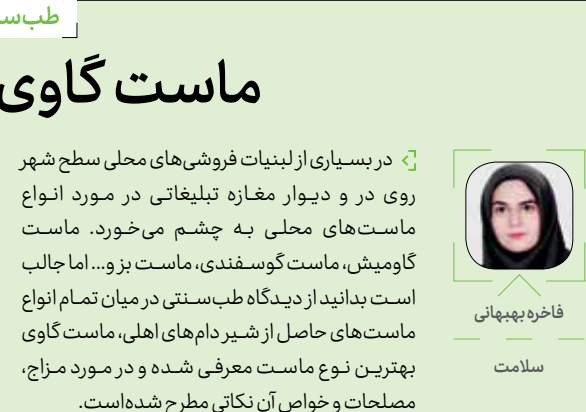 طب‌سـ
ماست گاوی
در بسیاری از لبنیات فروشی‌های محلی سطح شهر
روی در و دیوار مغازه تبلیغاتی در مورد انواع
ماست‌های محلی به چشم می‌خورد. ماست
گاومیش، ماست گوسفندی، ماست بز و... اما جالب
است بدانید از دیدگاه طب‌سنتی در میان تمام انواع
ماست‌های حاصل از شیر دام‌های اهلی، ماست گاوی
بهترین نوع ماست معرفی شده و در مورد مزاج،
مصلحات و خواص آن نکاتی مطرح شده‌است.
فاخره بهبهانی
سلامت